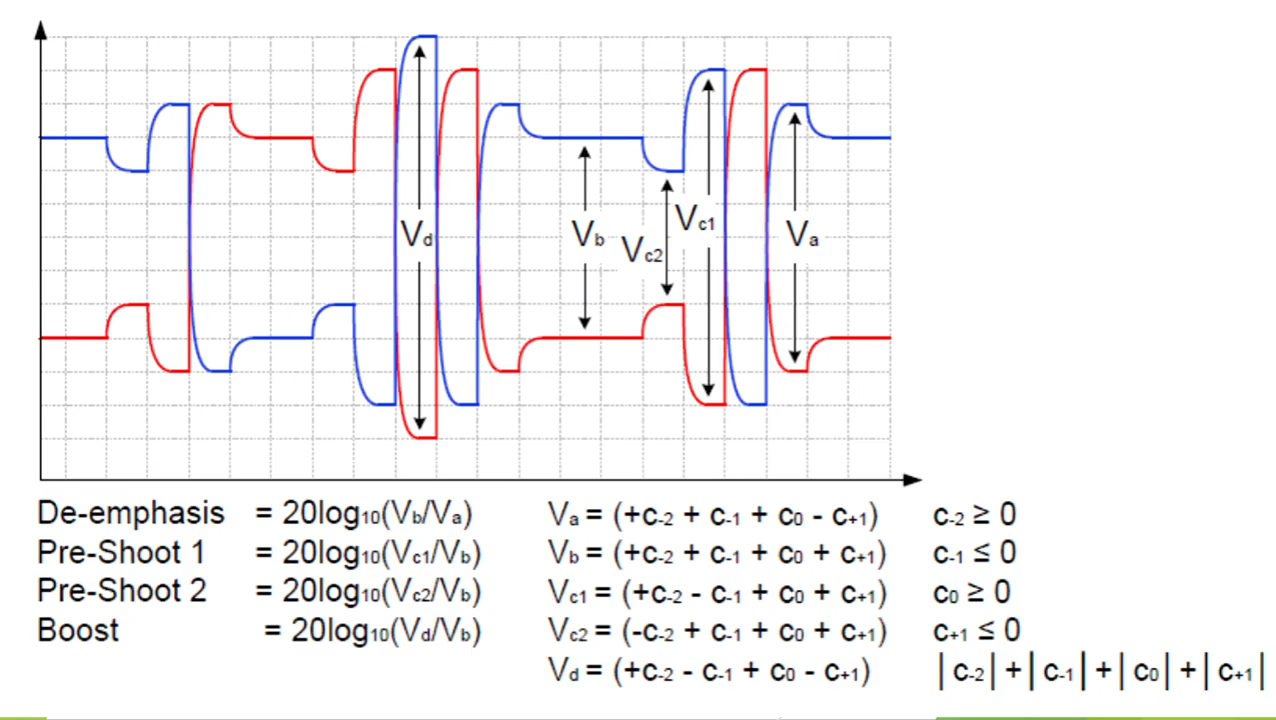 Vd
Vb
Vc2
Vc1
Va
De-emphasis = 20log10(Vb/Va) Va = (+c-2 + c-1 + c0 - c+1) c-2 ≥ 0
Pre-Shoot 1 = 20log10(Vc1/Vb) Vb = (+c-2 + c-1 + c0 + c+1) c-1 ≤ 0
Pre-Shoot 2 = 20log10(Vc2/Vb) Vc1 = (+c-2 - c-1 + c0 + c+1) c0 ≥ 0
Boost = 20log10(Vd/Vb) Vc2 = (-c-2 + c-1 + c0 + c+1) c+1 ≤ 0
Vd = (+c-2 - c-1 + c0 - c+1) |c-2|+|c-1|+|c0|+|c+1|